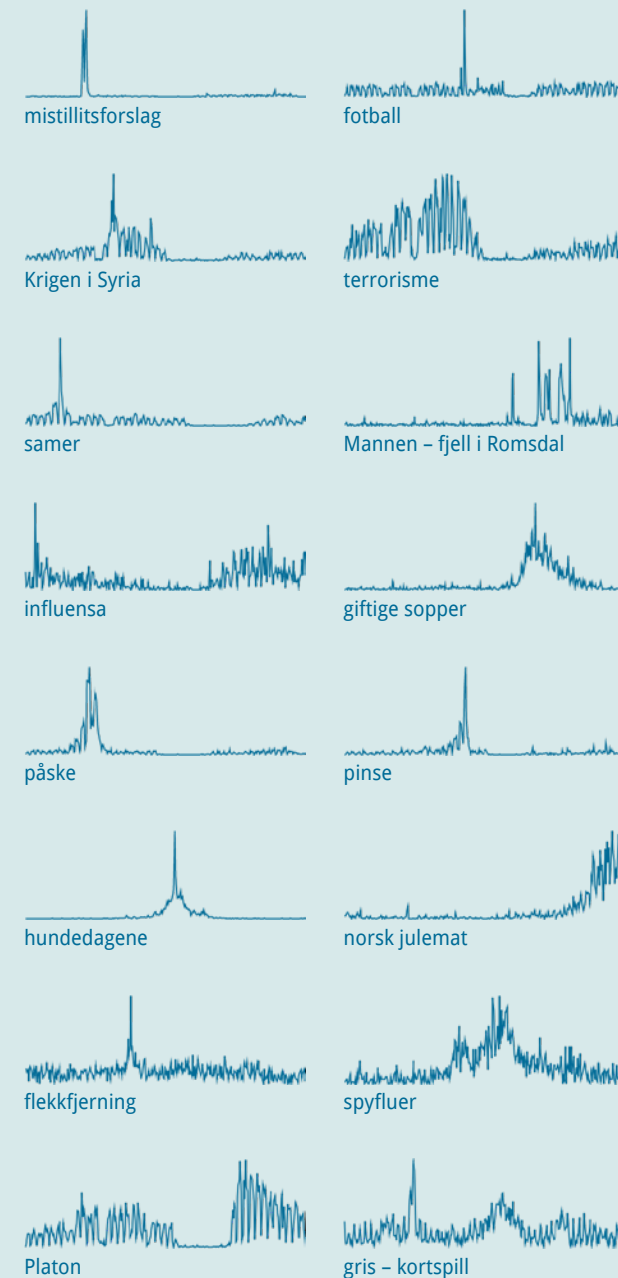 mistillitsforslag
fotball
Krigen i Syria
terrorisme
samer
Mannen – fjell i Romsdal
influensa
giftige sopper
påske
pinse
hundedagene
norsk julemat
flekkfjerning
spyfluer
Platon
gris – kortspill